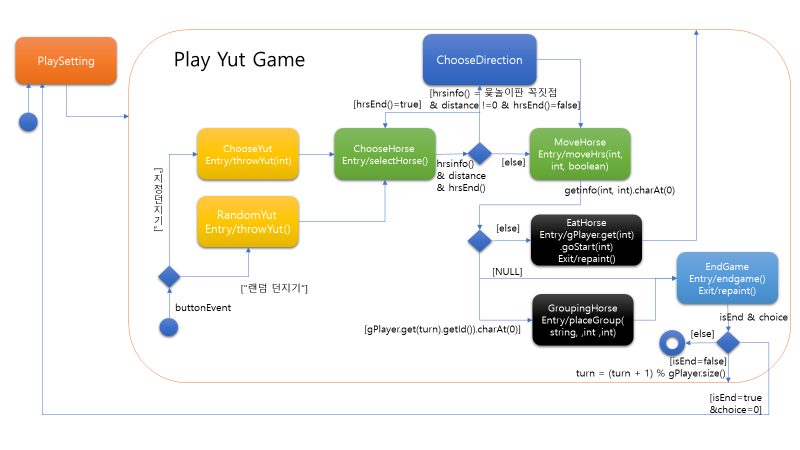 Play Yut Game
PlaySetting
ChooseDirection
[hrsinfo() = 윷놀이판 꼭짓점
& distance !=0 & hrsEnd()=false]
[hrsEnd()=true]
ChooseYut
Entry/throwYut(int)
ChooseHorse
Entry/selectHorse()
hrsinfo()
& distance
& hrsEnd()
[else]
MoveHorse
Entry/moveHrs(int,
int, boolean)
["지정던지기"]
RandomYut
Entry/throwYut()
getinfo(int, int).charAt(0)
[else]
EatHorse
Entry/gPlayer.get(int)
.goStart(int)
Exit/repaint()
[NULL]
EndGame
Entry/endgame()
Exit/repaint()
["랜덤 던지기"]
buttonEvent
GroupingHorse
Entry/placeGroup(
string, ,int ,int)
[gPlayer.get(turn).getId()).charAt(0)]
isEnd & choice
[else]
[isEnd=false]
turn = (turn + 1) % gPlayer.size()
[isEnd=true
&choice=0]